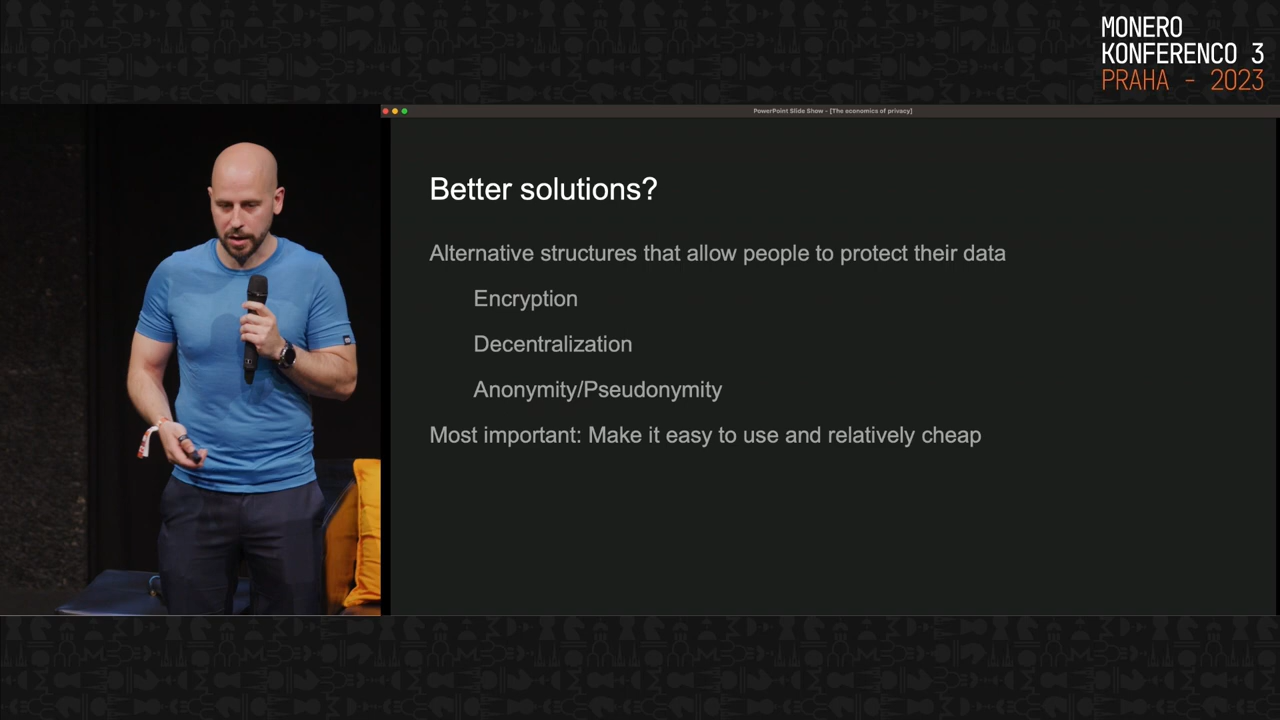 MONERO
KONFERENCO 3
PRAHA - 2023
PowerPoint Slide Show - [The economics of privacy]
Better solutions?
Alternative structures that allow people to protect their data
Encryption
Decentralization
Anonymity/Pseudonymity
Most important: Make it easy to use and relatively cheap